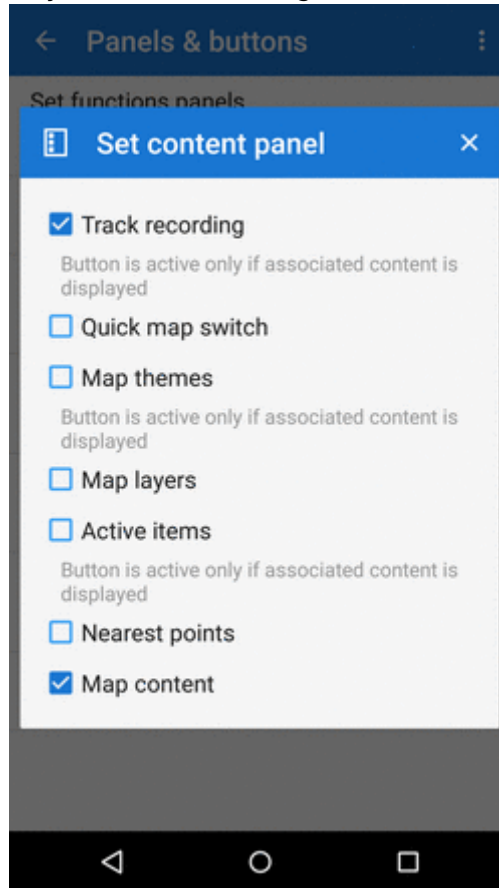 Panels & buttons
Set functions panels
Set content panel
Track recording
Button is active only if associated content is
displayed
Quick map switch
Map themes
Button is active only if associated content is
displayed
Map layers
Active items
Button is active only if associated content is
displayed
Nearest points
Map content